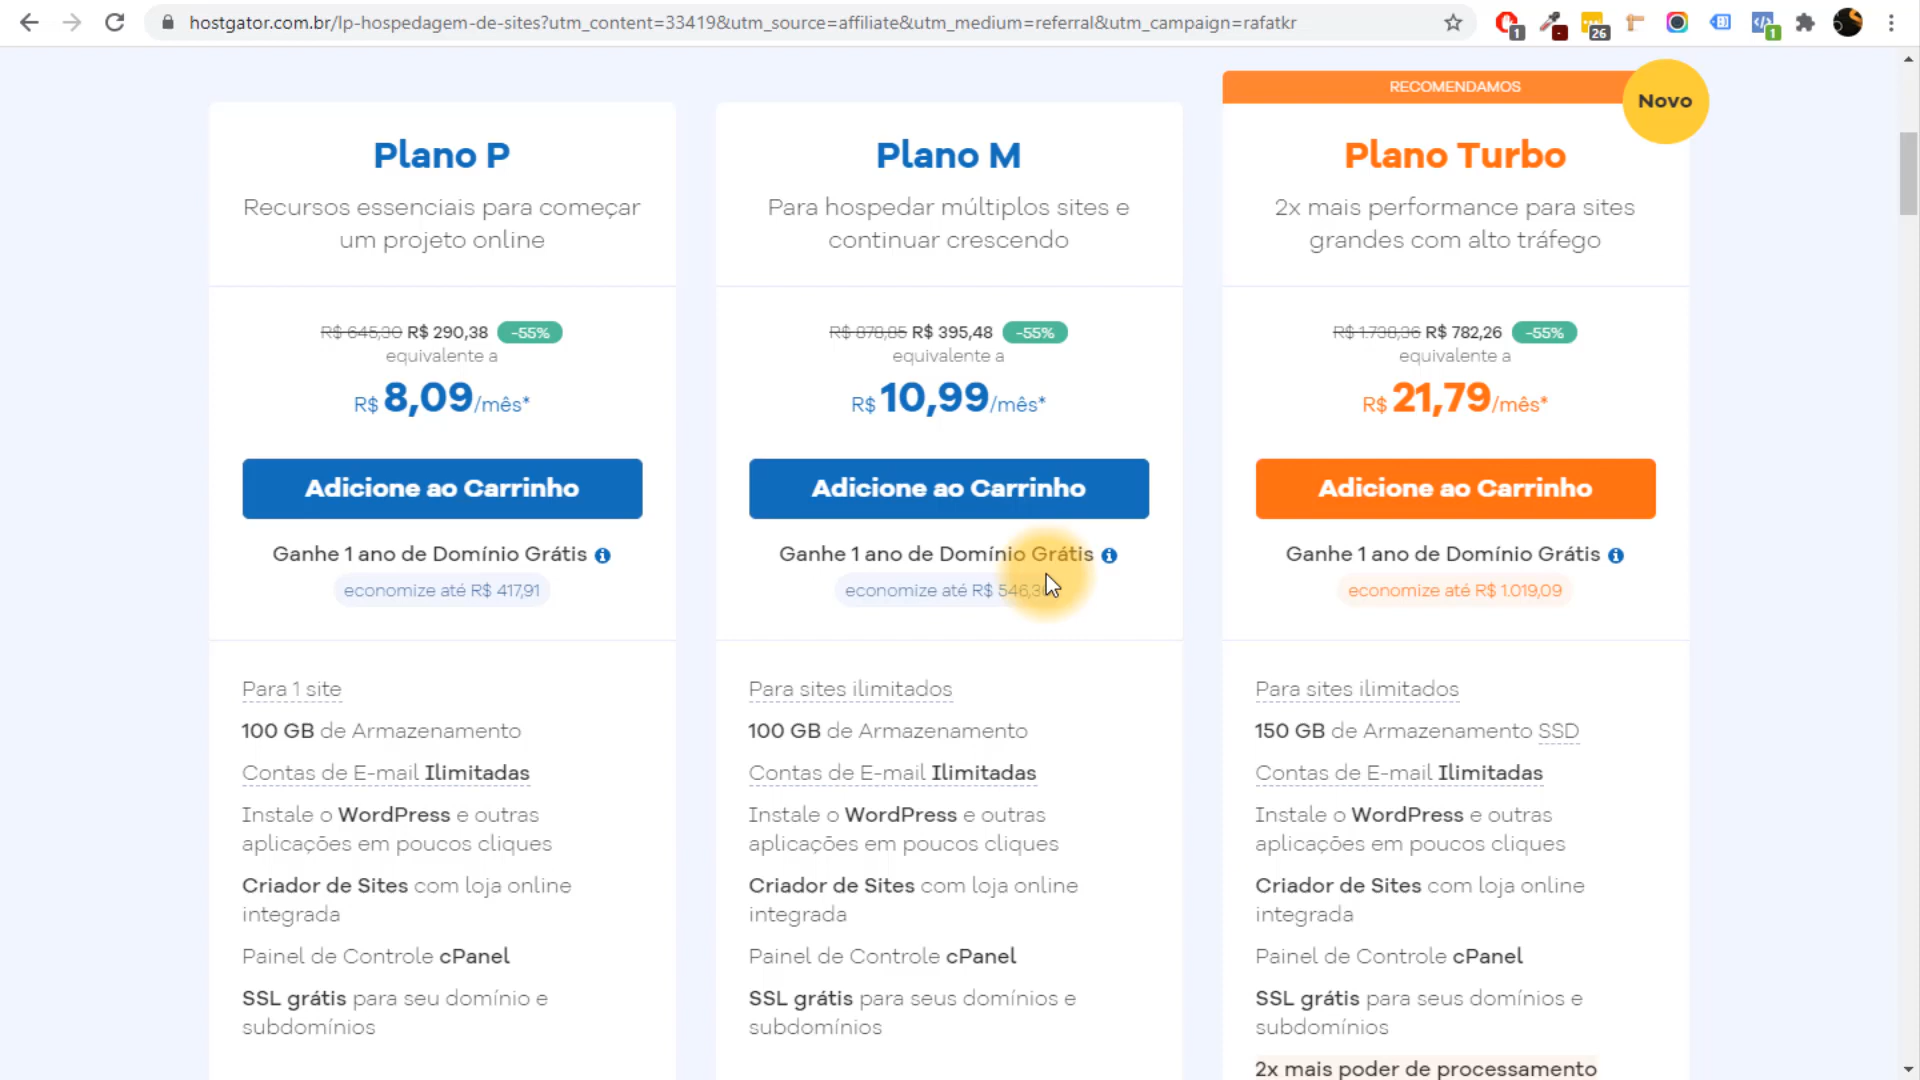 hostgator.com.br/lp-hospedagem-de-sites?utm_content=33419&utm_source=affiliate&utm_medium=referral&utm_campaign=rafatkr
1
-
26
1
RECOMENDAMOS
Novo
Plano P
Recursos essenciais para começar
um projeto online
R$ 645,30 R$ 290,38 -55%
equivalente a
R$ 8,09/mês*
Adicione ao Carrinho
Ganhe 1 ano de Domínio Grátis
economize até R$ 417,91
Para 1 site
100 GB de Armazenamento
Contas de E-mail Ilimitadas
Instale o WordPress e outras
aplicações em poucos cliques
Criador de Sites com loja online
integrada
Painel de Controle cPanel
SSL grátis para seu domínio e
subdomínios
Plano M
Para hospedar múltiplos sites e
continuar crescendo
R$ 878,85 R$ 395,48 -55%
equivalente a
R$ 10,99/mês*
Adicione ao Carrinho
Ganhe 1 ano de Domínio Grátis
economize até R$
Para sites ilimitados
100 GB de Armazenamento
Contas de E-mail Ilimitadas
Instale o WordPress e outras
aplicações em poucos cliques
Criador de Sites com loja online
integrada
Painel de Controle cPanel
SSL grátis para seus domínios e
subdomínios
Plano Turbo
2x mais performance para sites
grandes com alto tráfego
R$ 1.738,36 R$ 782,26 -55%
equivalente a
R$ 21,79/mês*
Adicione ao Carrinho
Ganhe 1 ano de Domínio Grátis
economize até R$ 1.019,09
Para sites ilimitados
150 GB de Armazenamento SSD
Contas de E-mail Ilimitadas
Instale o WordPress e outras
aplicações em poucos cliques
Criador de Sites com loja online
integrada
Painel de Controle cPanel
SSL grátis para seus domínios e
subdomínios
2x mais poder de processamento